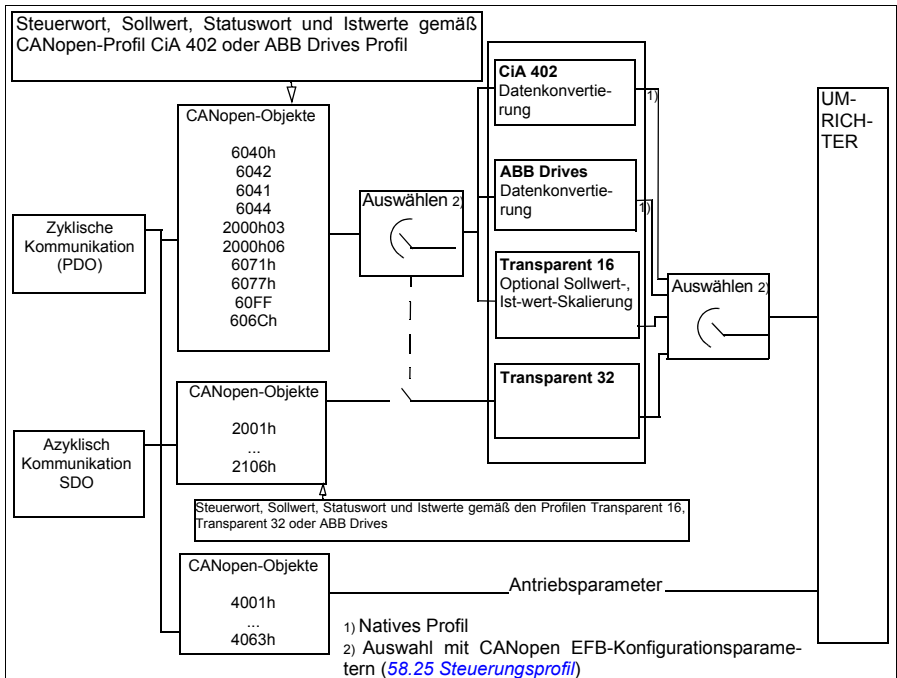 Steuerwort, Sollwert, Statuswort und Istwerte gemäß
CANopen-Profil CiA 402 oder ABB Drives Profil
CANopen-Objekte
6040h
6042
6041
6044
2000h03
2000h06
6071h
6077h
60FF
606Ch
Zyklische
Kommunikation
(PDO)
Azyklisch
Kommunikation
SDO
CANopen-Objekte
2001h
...
2106h
Steuerwort, Sollwert, Statuswort und Istwerte gemäß den Profilen Transparent 16,
Transparent 32 oder ABB Drives
CANopen-Objekte
4001h
...
4063h
Auswählen 2)
CiA 402
Datenkonvertie-
rung
1)
ABB Drives
Datenkonvertie-
rung
1)
Transparent 16
Optional Sollwert-,
Ist-wert-Skalierung
Transparent 32
Auswählen 2)
UM-
RICH-
TER
Antriebsparameter
1) Natives Profil
2) Auswahl mit CANopen EFB-Konfigurationsparame-
tern (58.25 Steuerungsprofil)